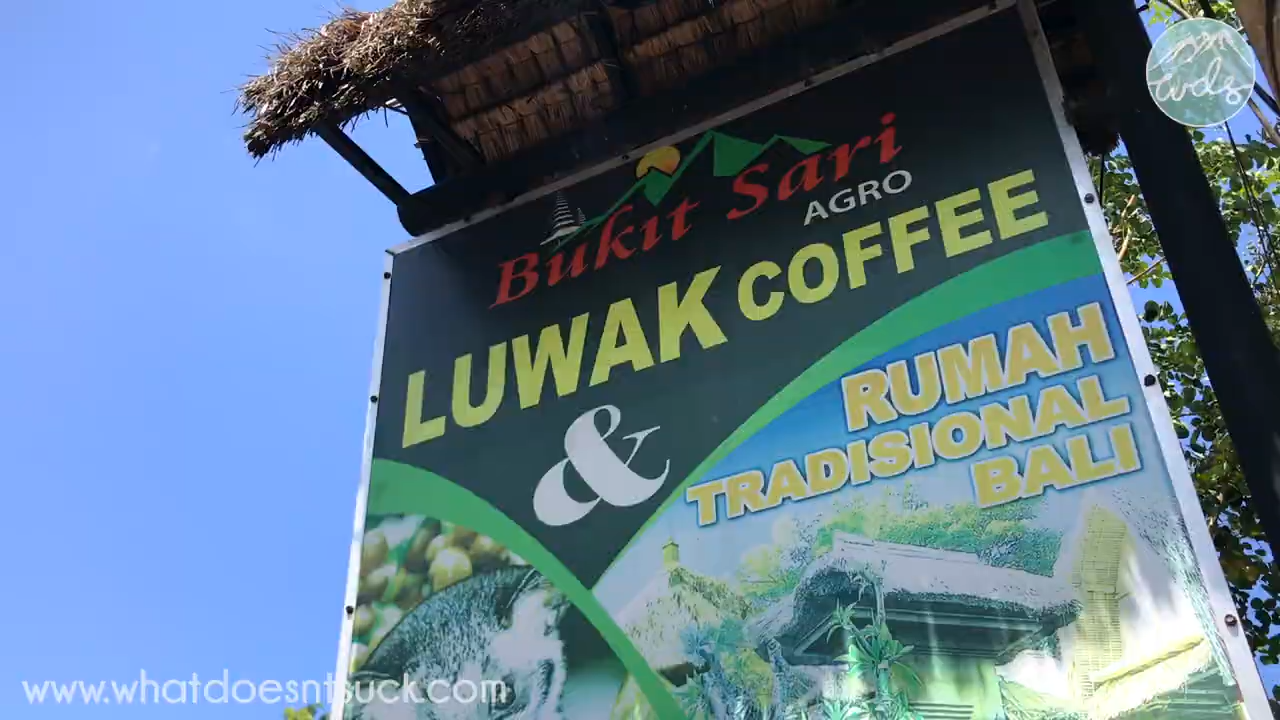 Bukit Sari
AGRO
LUWAK COFFEE
&
RUMAH
TRADISIONAL
BALI
www.whatdoesntsuck.com